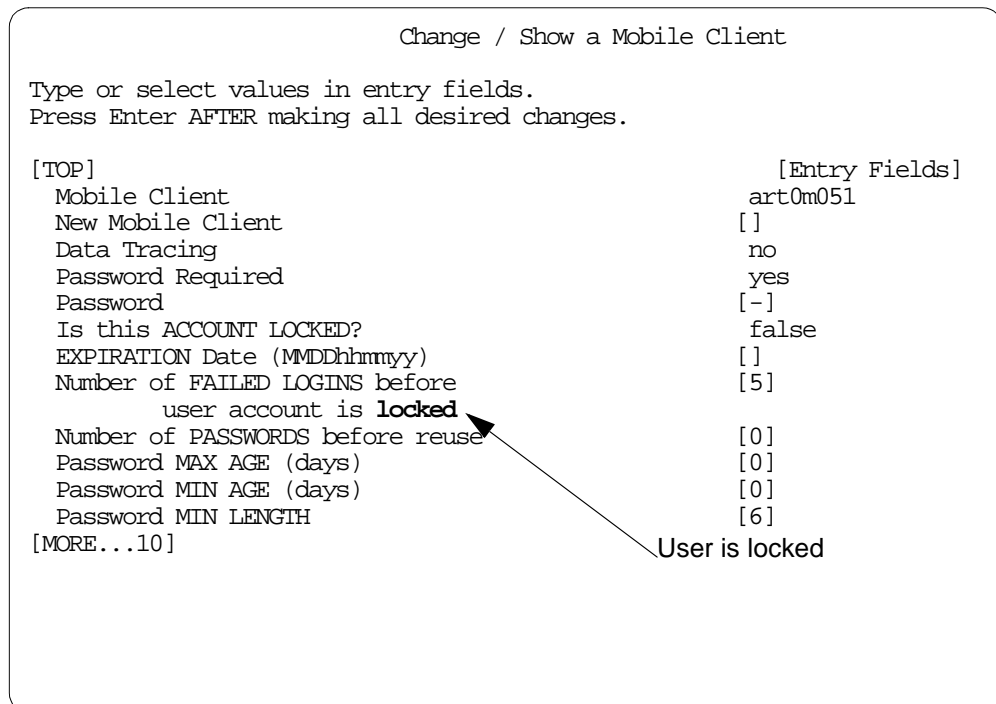 Change / Show a Mobile Client
Type or select values in entry fields.
Press Enter AFTER making all desired changes.
[TOP] [Entry Fields]
Mobile Client art0m051
New Mobile Client []
Data Tracing no
Password Required yes
Password [-]
Is this ACCOUNT LOCKED? false
EXPIRATION Date (MMDDhhmmyy) []
Number of FAILED LOGINS before [5]
user account is locked
Number of PASSWORDS before reuse [0]
Password MAX AGE (days) [0]
Password MIN AGE (days) [0]
Password MIN LENGTH [6]
[MORE...10]
User is locked